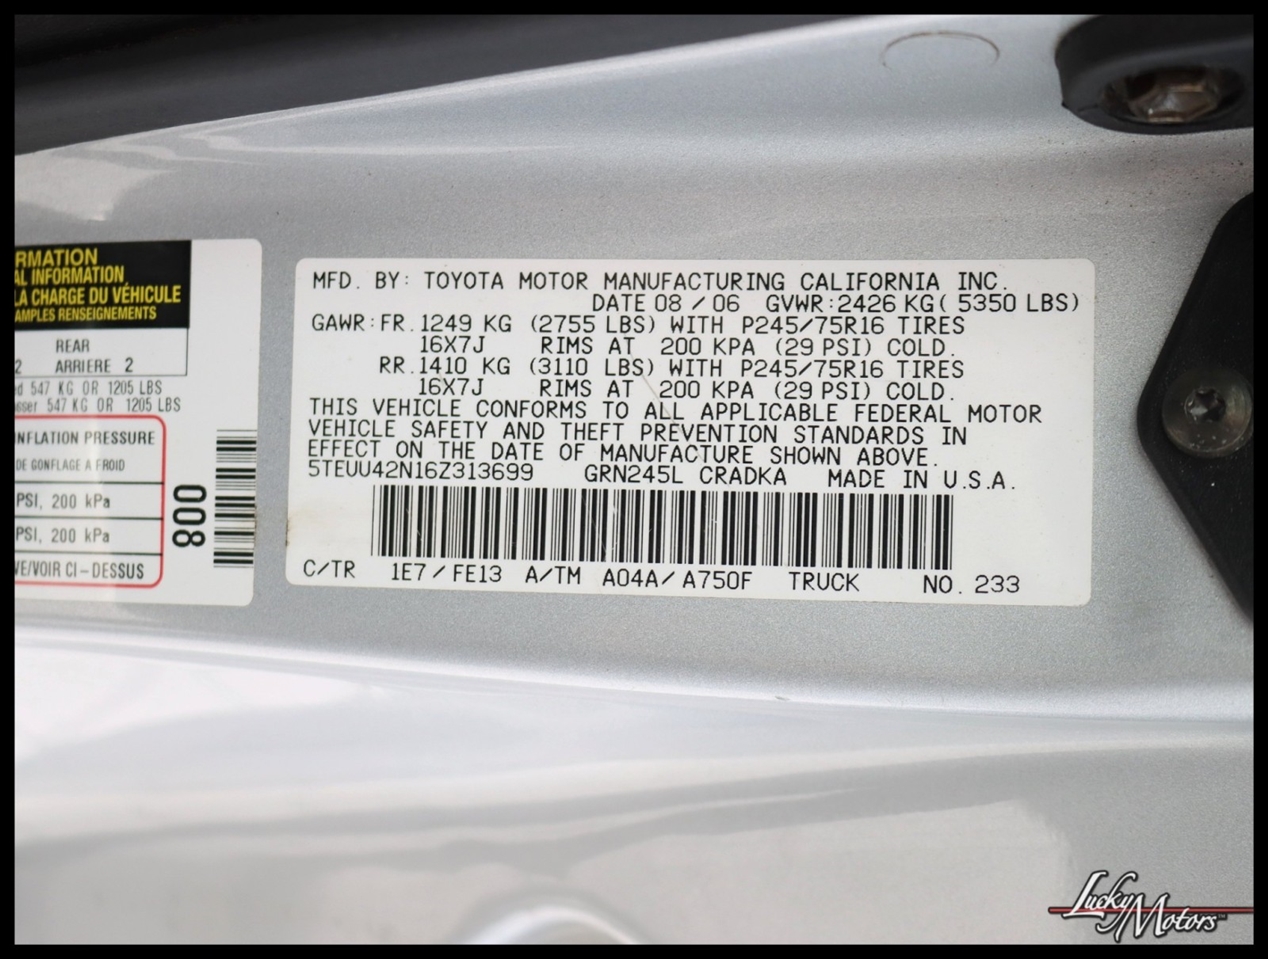 RMATION
AL INFORMATION
LA CHARGE DU VÉHICULE
AMPLES RENSEIGNEMENTS
REAR
2 ARRIERE 2
ed 547 KG OR 1205 LBS
sser 547 KG OR 1205 LBS
INFLATION PRESSURE
DE GONFLAGE A FROID
PSI, 200 kPa
PSI, 200 kPa
VE/VOIR CI-DESSUS
008
MFD. BY: TOYOTA MOTOR MANUFACTURING CALIFORNIA INC.
DATE 08 / 06 GVWR: 2426 KG( 5350 LBS)
GAWR: FR. 1249 KG (2755 LBS) WITH P245/75R16 TIRES
16X7J RIMS AT 200 KPA (29 PSI) COLD.
RR. 1410 KG (3110 LBS) WITH P245/75R16 TIRES
16X7J RIMS AT 200 KPA (29 PSI) COLD.
THIS VEHICLE CONFORMS TO ALL APPLICABLE FEDERAL MOTOR
VEHICLE SAFETY AND THEFT PREVENTION STANDARDS IN
EFFECT ON THE DATE OF MANUFACTURE SHOWN ABOVE.
5TEUU42N16Z313699 GRN245L CRADKA MADE IN U.S.A.
C/TR 1E7 / FE13 A/TM A04A / A750F TRUCK NO. 233
Lucky Motors